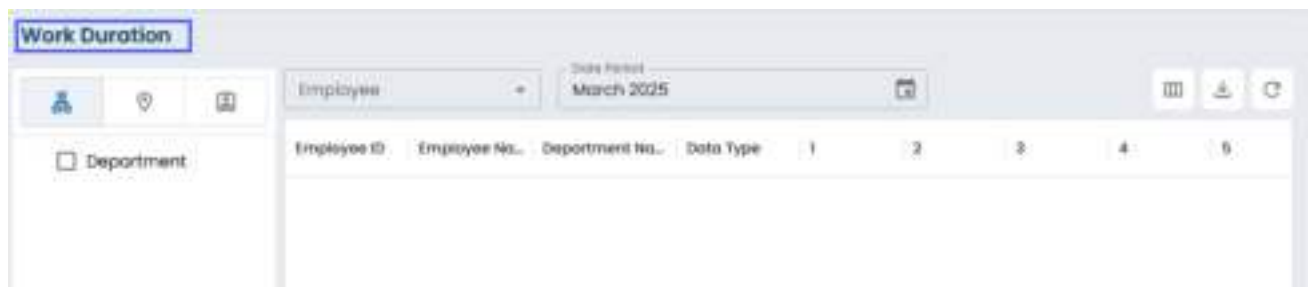 Work Duration
Employee
Date Period
March 2025
Department
Employee ID Employee Na... Department Na... Data Type 1 2 3 4 5